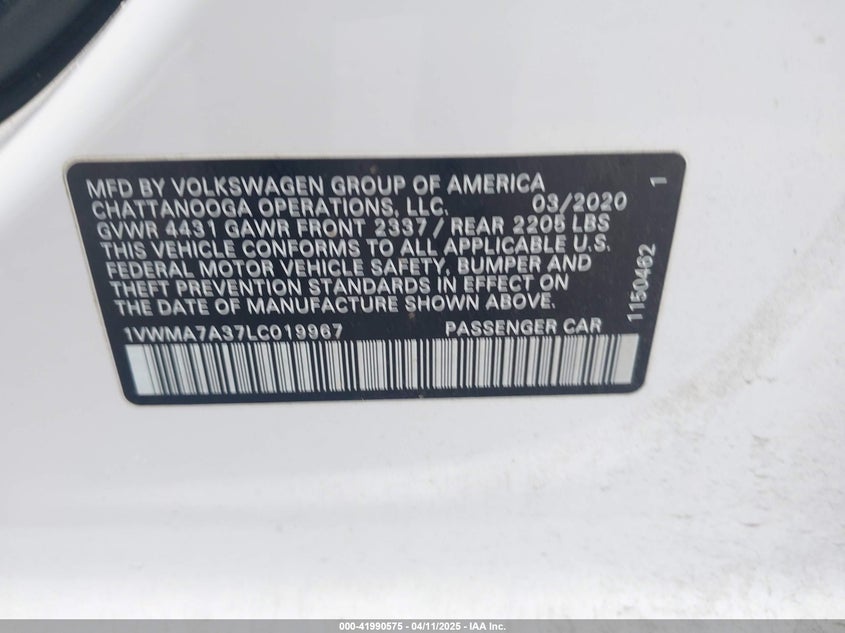 MFD BY VOLKSWAGEN GROUP OF AMERICA
CHATTANOOGA OPERATIONS, LLC. 03/2020 1
GVWR 4431 GAWR FRONT 2337 / REAR 2205 LBS
THIS VEHICLE CONFORMS TO ALL APPLICABLE U.S.
FEDERAL MOTOR VEHICLE SAFETY, BUMPER AND
THEFT PREVENTION STANDARDS IN EFFECT ON
THE DATE OF MANUFACTURE SHOWN ABOVE.
1VWMA7A37LC019967 PASSENGER CAR
1150462
000-41990575 - 04/11/2025 - IAA Inc.